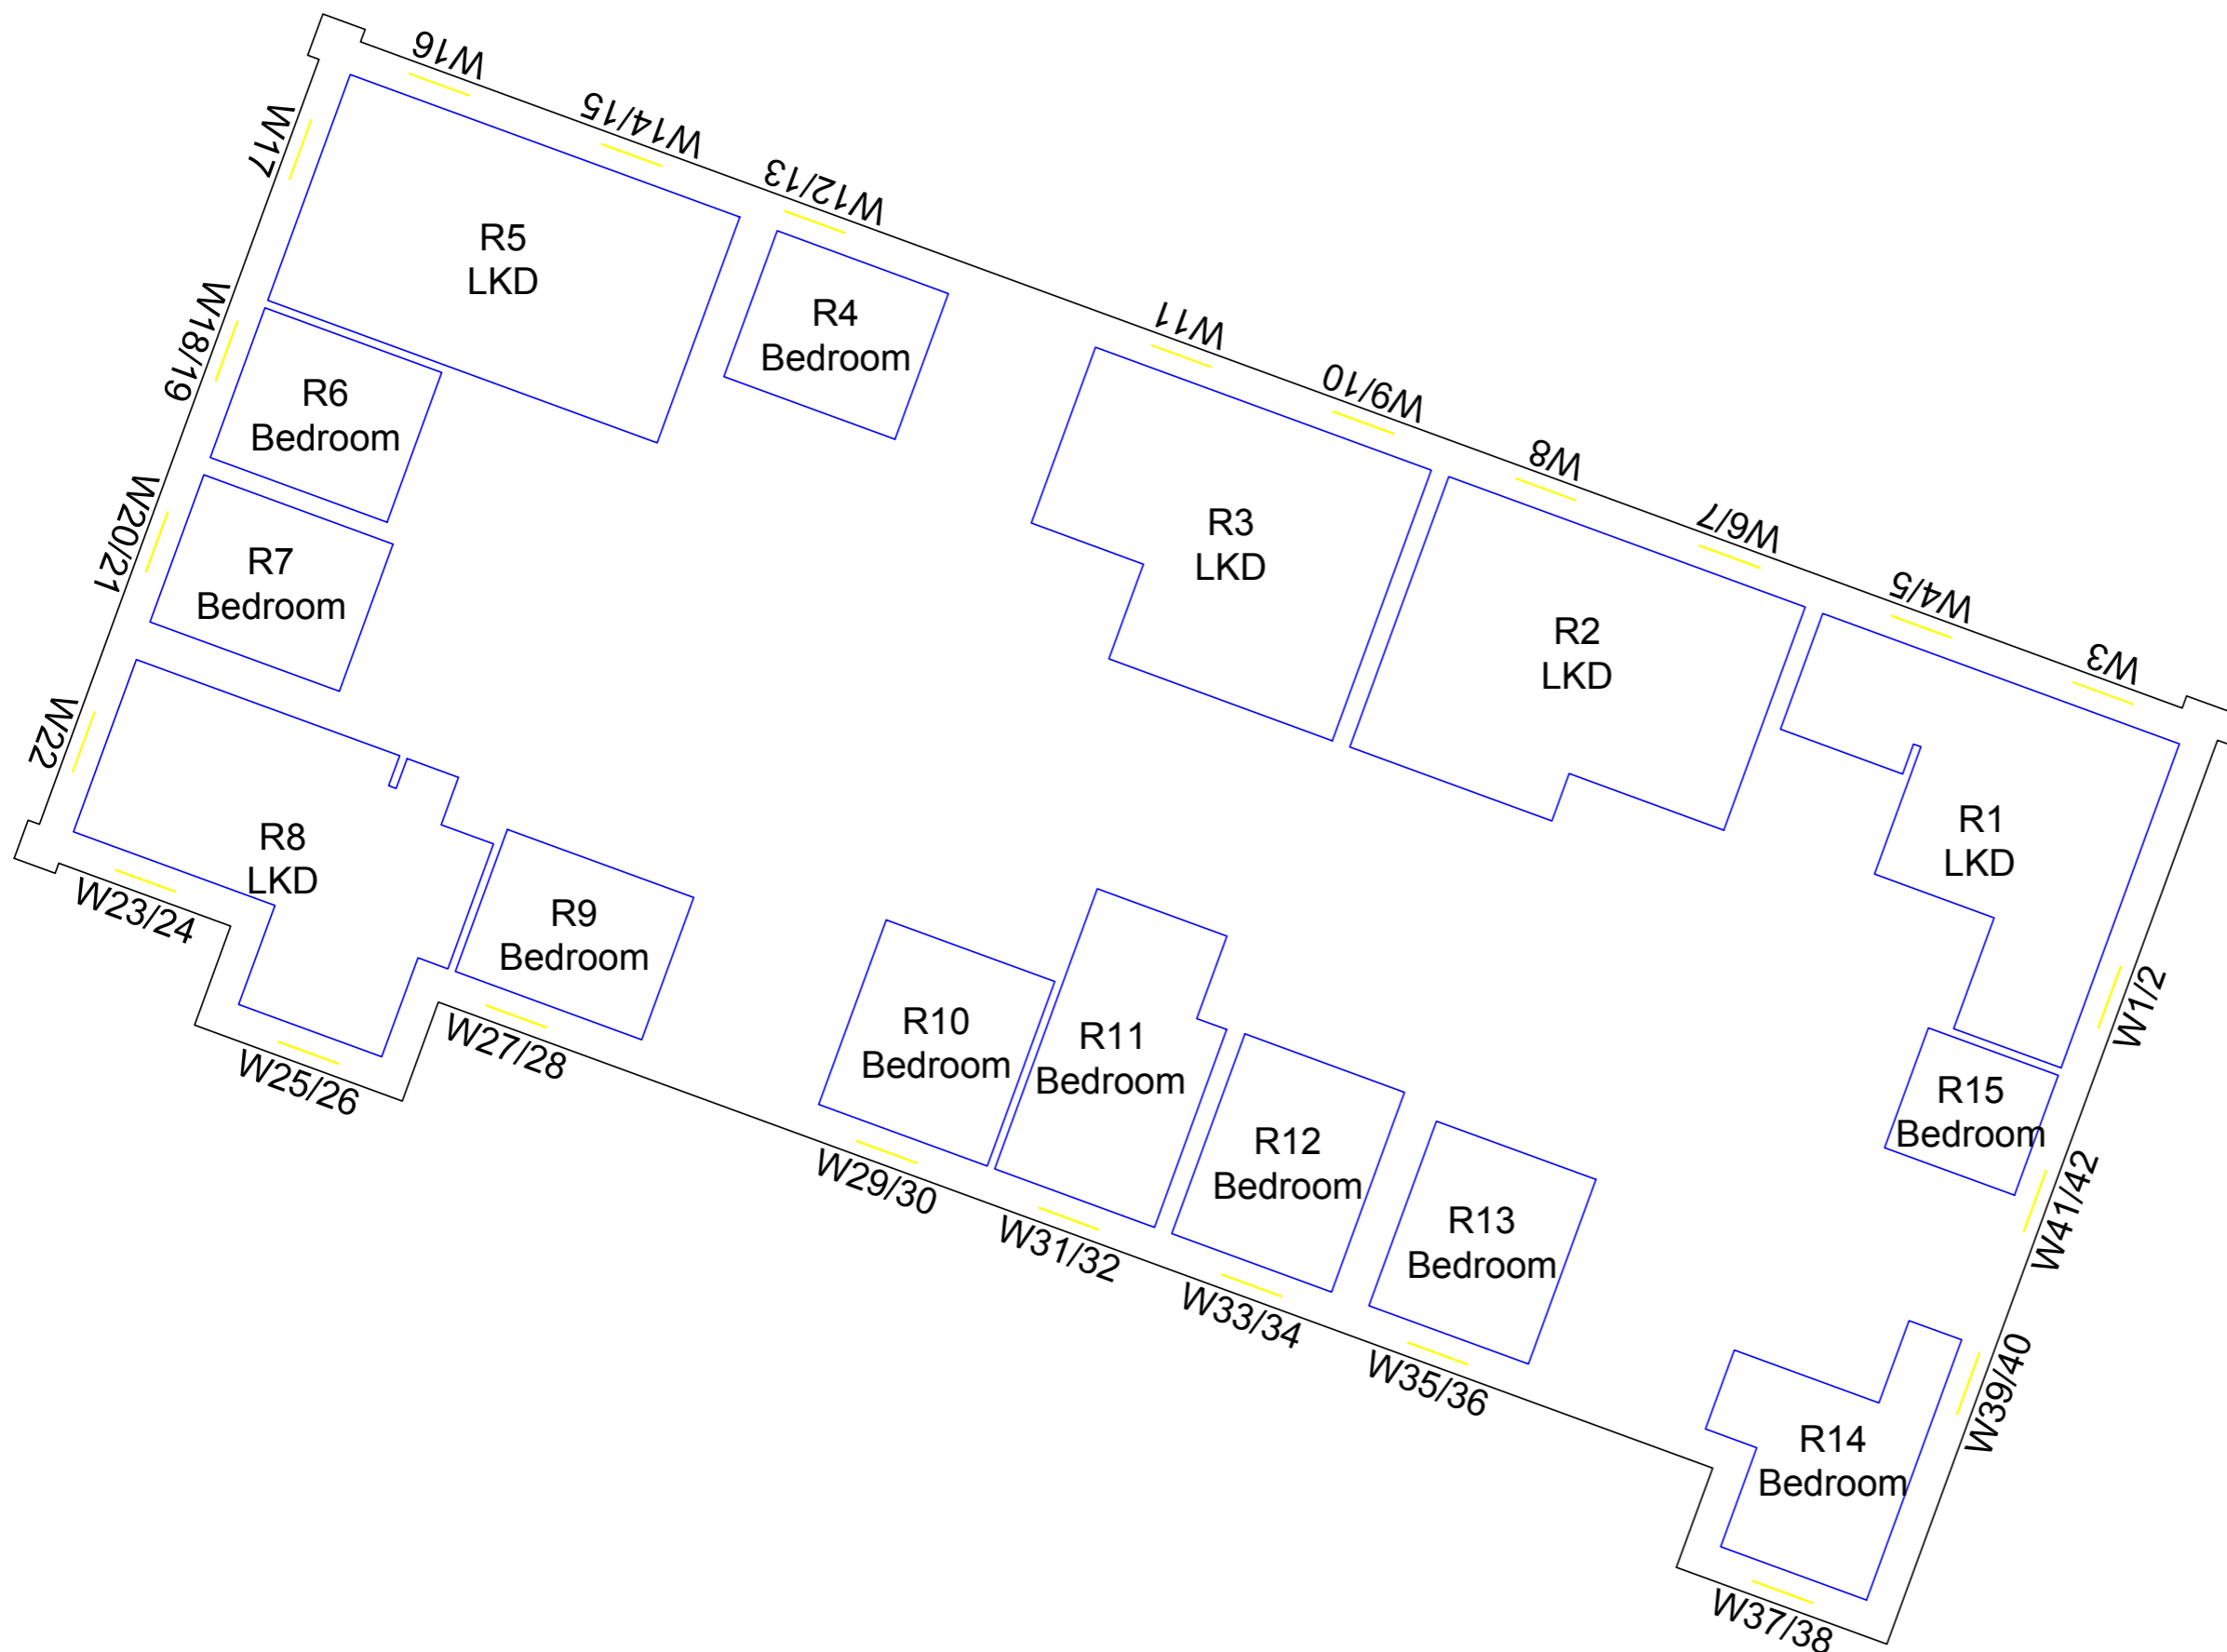 W16
W17
W14/15
W12/13
R5
LKD
R4
Bedroom
W11
W18/19
R6
Bedroom
W9/10
W8
W20/21
R3
LKD
W6/7
R7
Bedroom
W4/5
R2
LKD
W3
W22
R8
LKD
R1
LKD
W23/24
R9
Bedroom
W27/28
W1/2
R10
Bedroom
R11
Bedroom
W25/26
R15
Bedroom
R12
Bedroom
W29/30
W41/42
R13
Bedroom
W31/32
W33/34
W35/36
W39/40
R14
Bedroom
W37/38